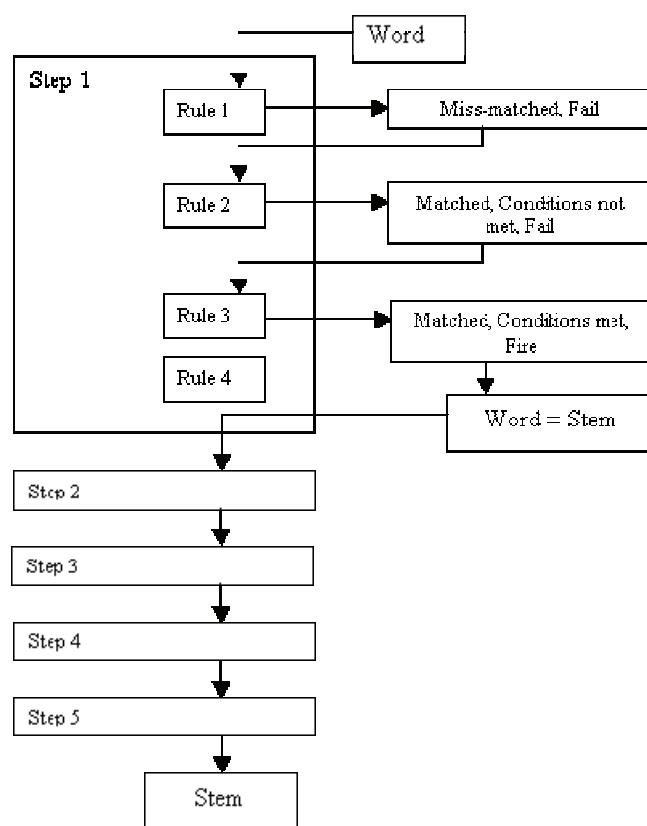 Word
Step 1
Rule 1
Miss-matched, Fail
Rule 2
Matched, Conditions not
met, Fail
Rule 3
Matched, Conditions met,
Fire
Rule 4
Word = Stem
Step 2
Step 3
Step 4
Step 5
Stem